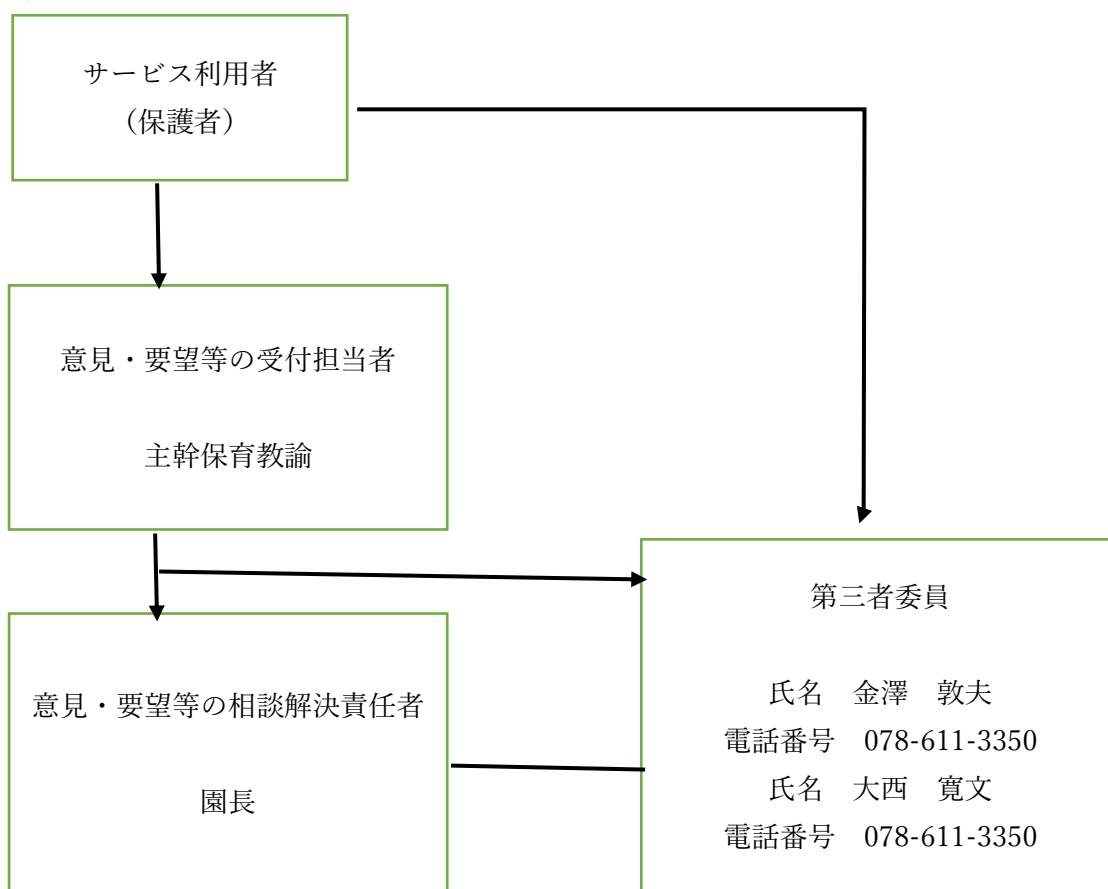 サービス利用者
（保護者）
意見・要望等の受付担当者
主幹保育教諭
意見・要望等の相談解決責任者
園長
第三者委員
氏名　金澤　敦夫
電話番号　078-611-3350
氏名　大西　寛文
電話番号　078-611-3350